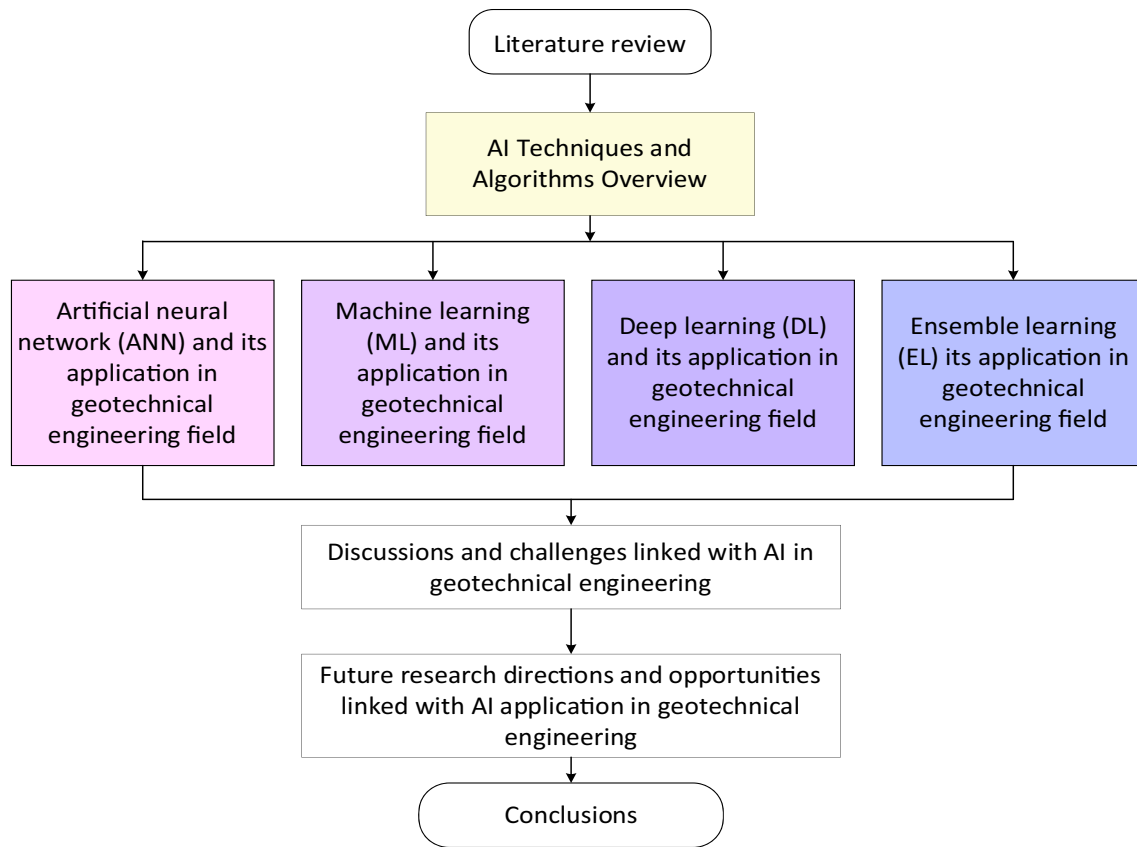 Literature review
AI Techniques and
Algorithms Overview
Artificial neural
network (ANN) and its
application in
geotechnical
engineering field
Machine learning
(ML) and its
application in
geotechnical
engineering field
Deep learning (DL)
and its application in
geotechnical
engineering field
Ensemble learning
(EL) its application in
geotechnical
engineering field
Discussions and challenges linked with AI in
geotechnical engineering
Future research directions and opportunities
linked with AI application in geotechnical
engineering
Conclusions